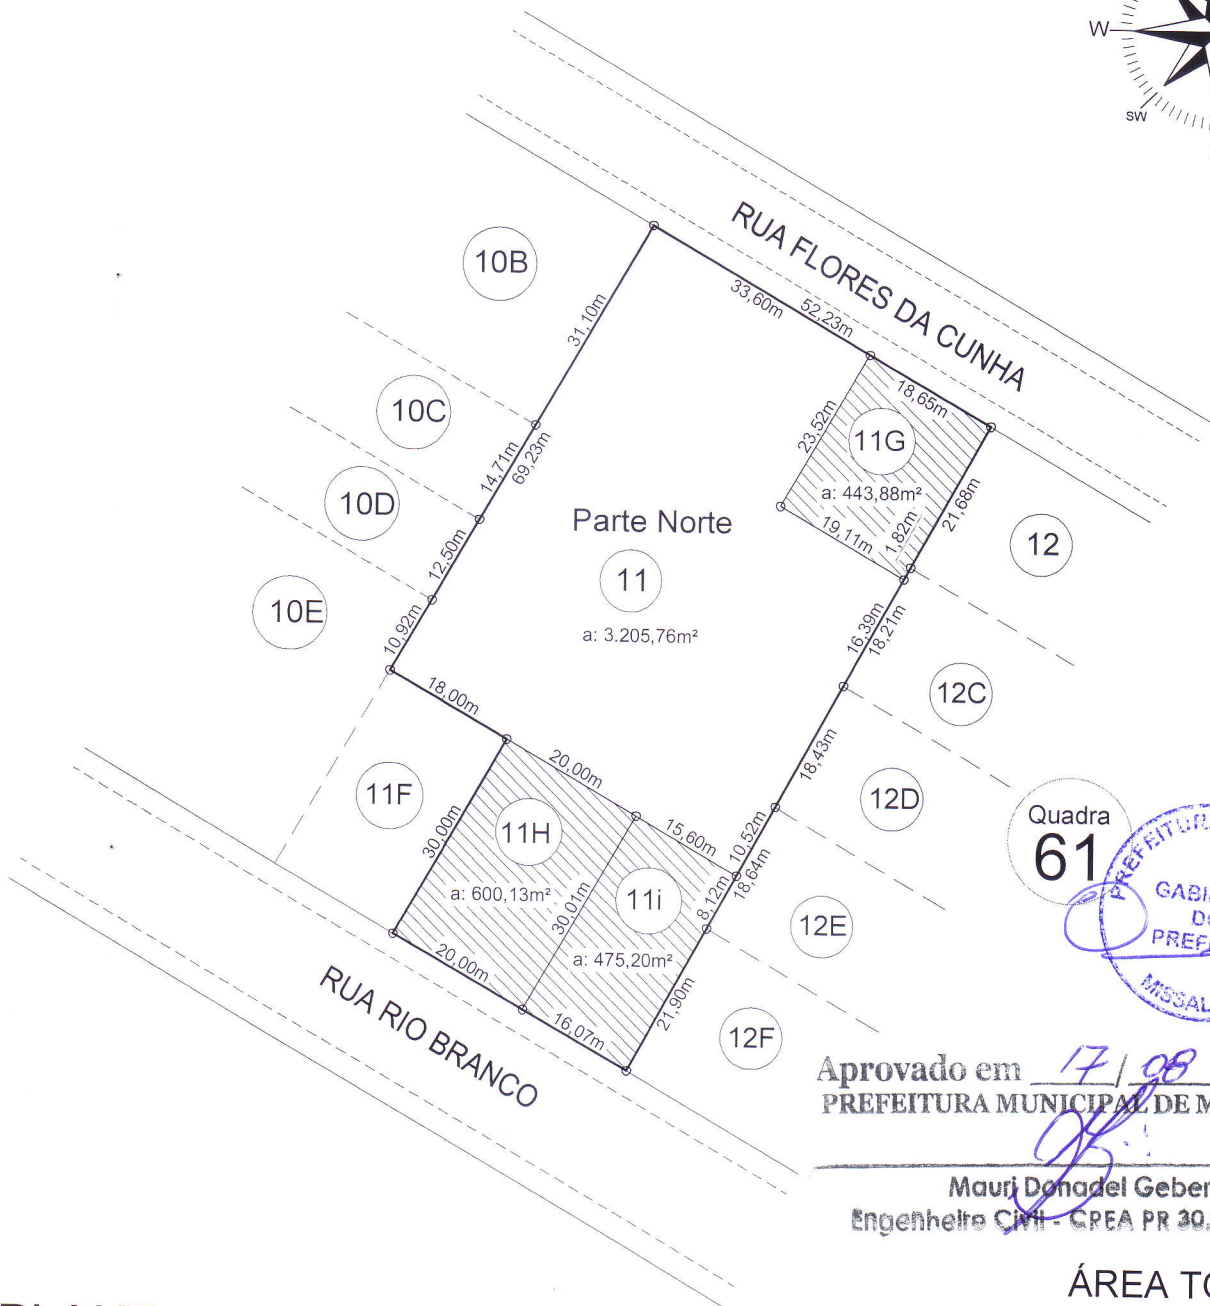 W
SW
RUA FLORES DA CUNHA
10B
33,60m
52,23m
31,10m
18,65m
10C
23,52m
11G
14,71m
69,23m
a: 443,88m²
21,68m
10D
Parte Norte
19,11m
1,82m
12
12,50m
11
10E
a: 3.205,76m²
10,92m
16,39m
18,21m
18,00m
12C
20,00m
18,43m
11F
12D
30,00m
11H
15,60m
10,52m
18,64m
Quadra
61
a: 600,13m²
30,01m
11i
8,12m
12E
20,00m
a: 475,20m²
21,90m
16,07m
12F
RUA RIO BRANCO
PREFEITUR
GABI
PREF
MISSAL
Aprovado em 17/08
PREFEITURA MUNICIPAL DE M
Mauri Donadel Geber
Engenheiro Civil - CREA PR 30.
ÁREA TO